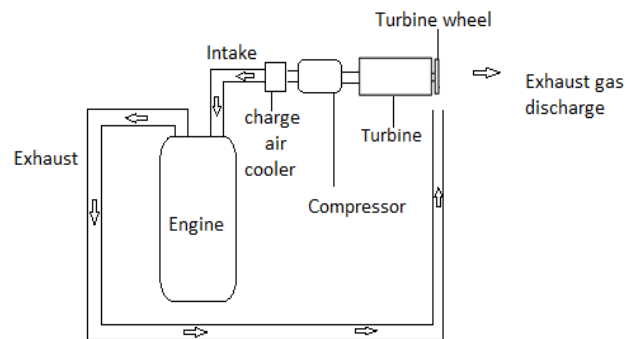 Turbine wheel
Intake
Exhaust gas
discharge
charge
air
cooler
Turbine
Exhaust
Compressor
Engine